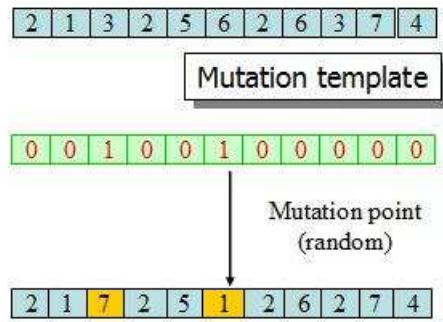 2 1 3 2 5 6 2 6 3 7 4
Mutation template
0 0 1 0 0 1 0 0 0 0 0
Mutation point
(random)
2 1 7 2 5 1 2 6 2 7 4